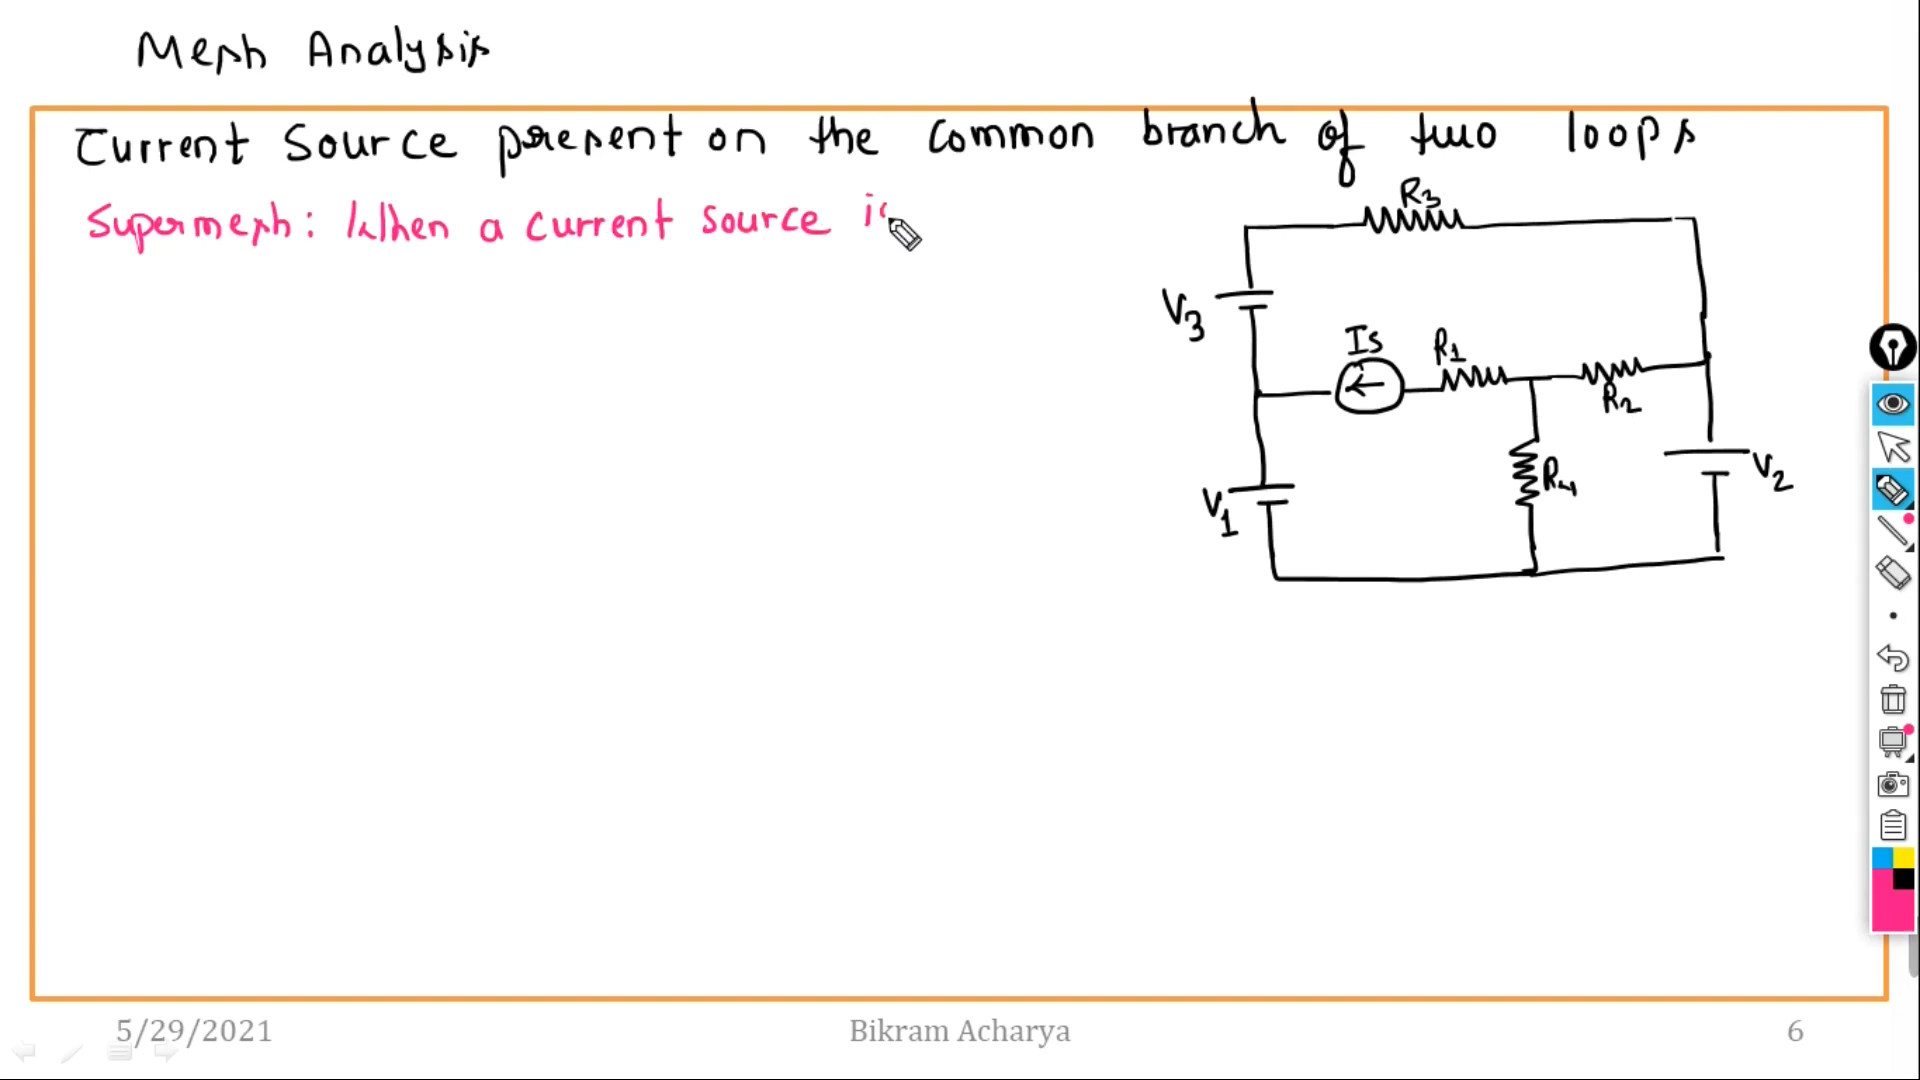 Mesh Analysis
Current Source present on the common branch of two loops
Supermesh: When a current source is
R3
V3
Is
R1
R2
R4
V2
V1
5/29/2021
Bikram Acharya
6